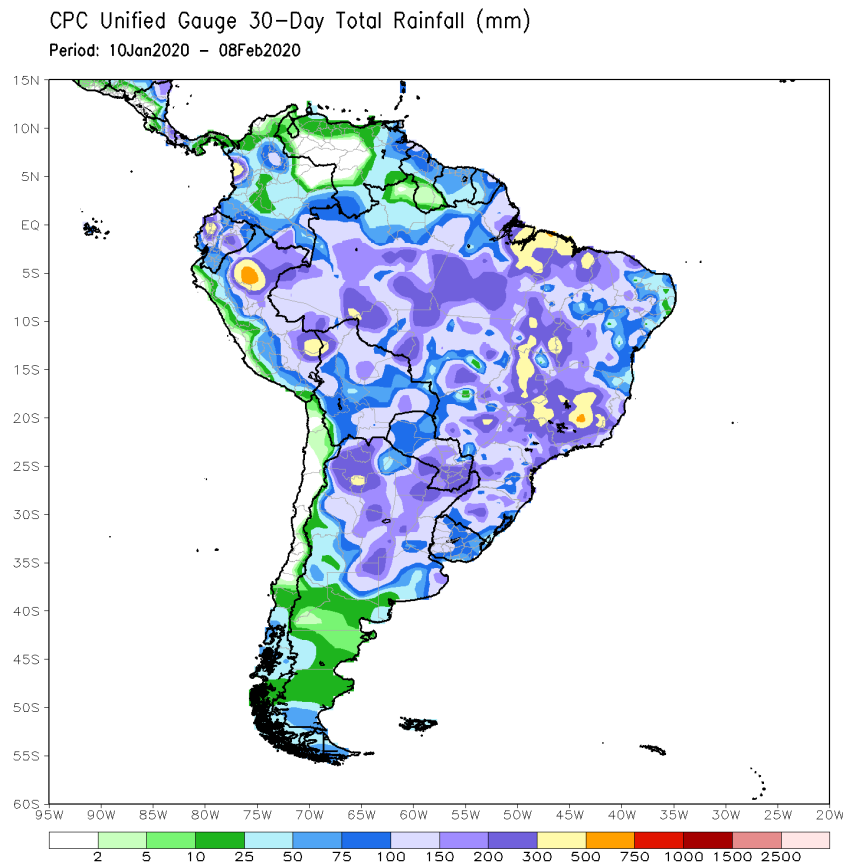 CPC Unified Gauge 30-Day Total Rainfall (mm)
Period: 10Jan2020 - 08Feb2020
15N
10N
5N
EQ
5S
10S
15S
20S
25S
30S
35S
40S
45S
50S
55S
60S
95W 90W 85W 80W 75W 70W 65W 60W 55W 50W 45W 40W 35W 30W 25W 20W
2 5 10 25 50 75 100 150 200 300 500 750 1000 1500 2500